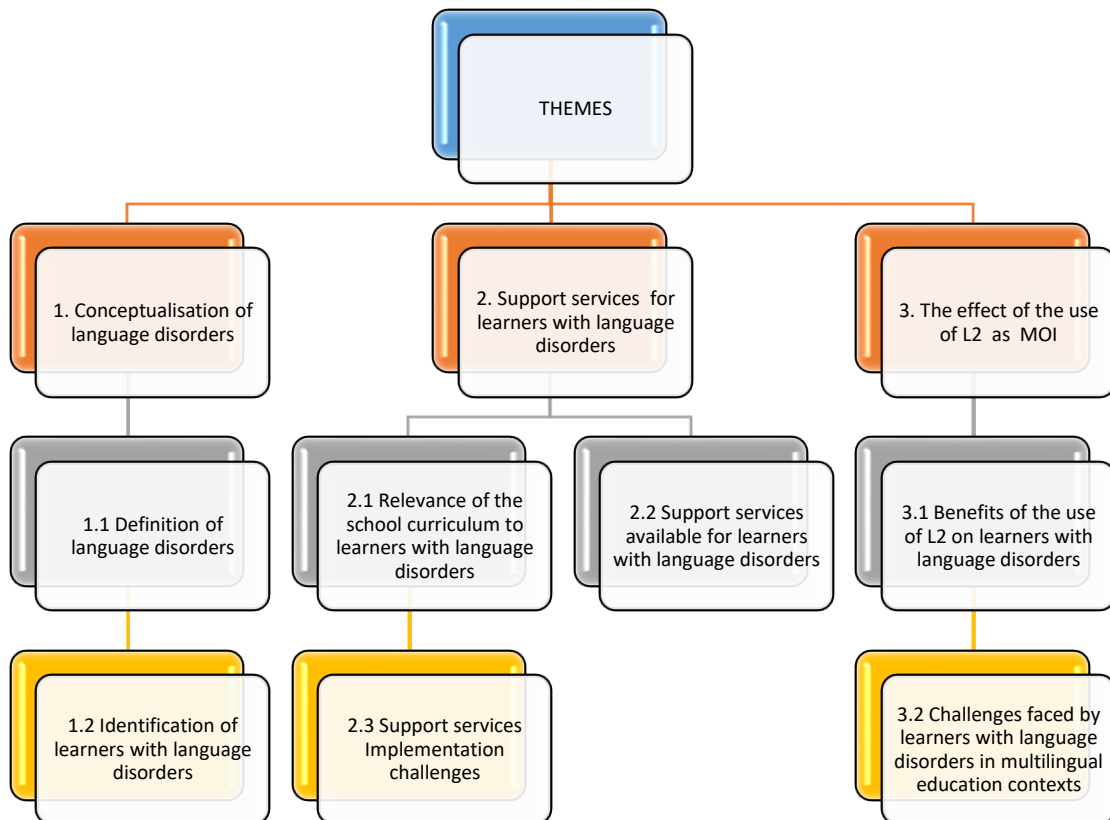 THEMES
1. Conceptualisation of
language disorders
2. Support services for
learners with language
disorders
3. The effect of the use
of L2 as MOI
1.1 Definition of
language disorders
2.1 Relevance of the
school curriculum to
learners with language
disorders
2.2 Support services
available for learners
with language disorders
3.1 Benefits of the use
of L2 on learners with
language disorders
1.2 Identification of
learners with language
disorders
2.3 Support services
Implementation
challenges
3.2 Challenges faced by
learners with language
disorders in multilingual
education contexts